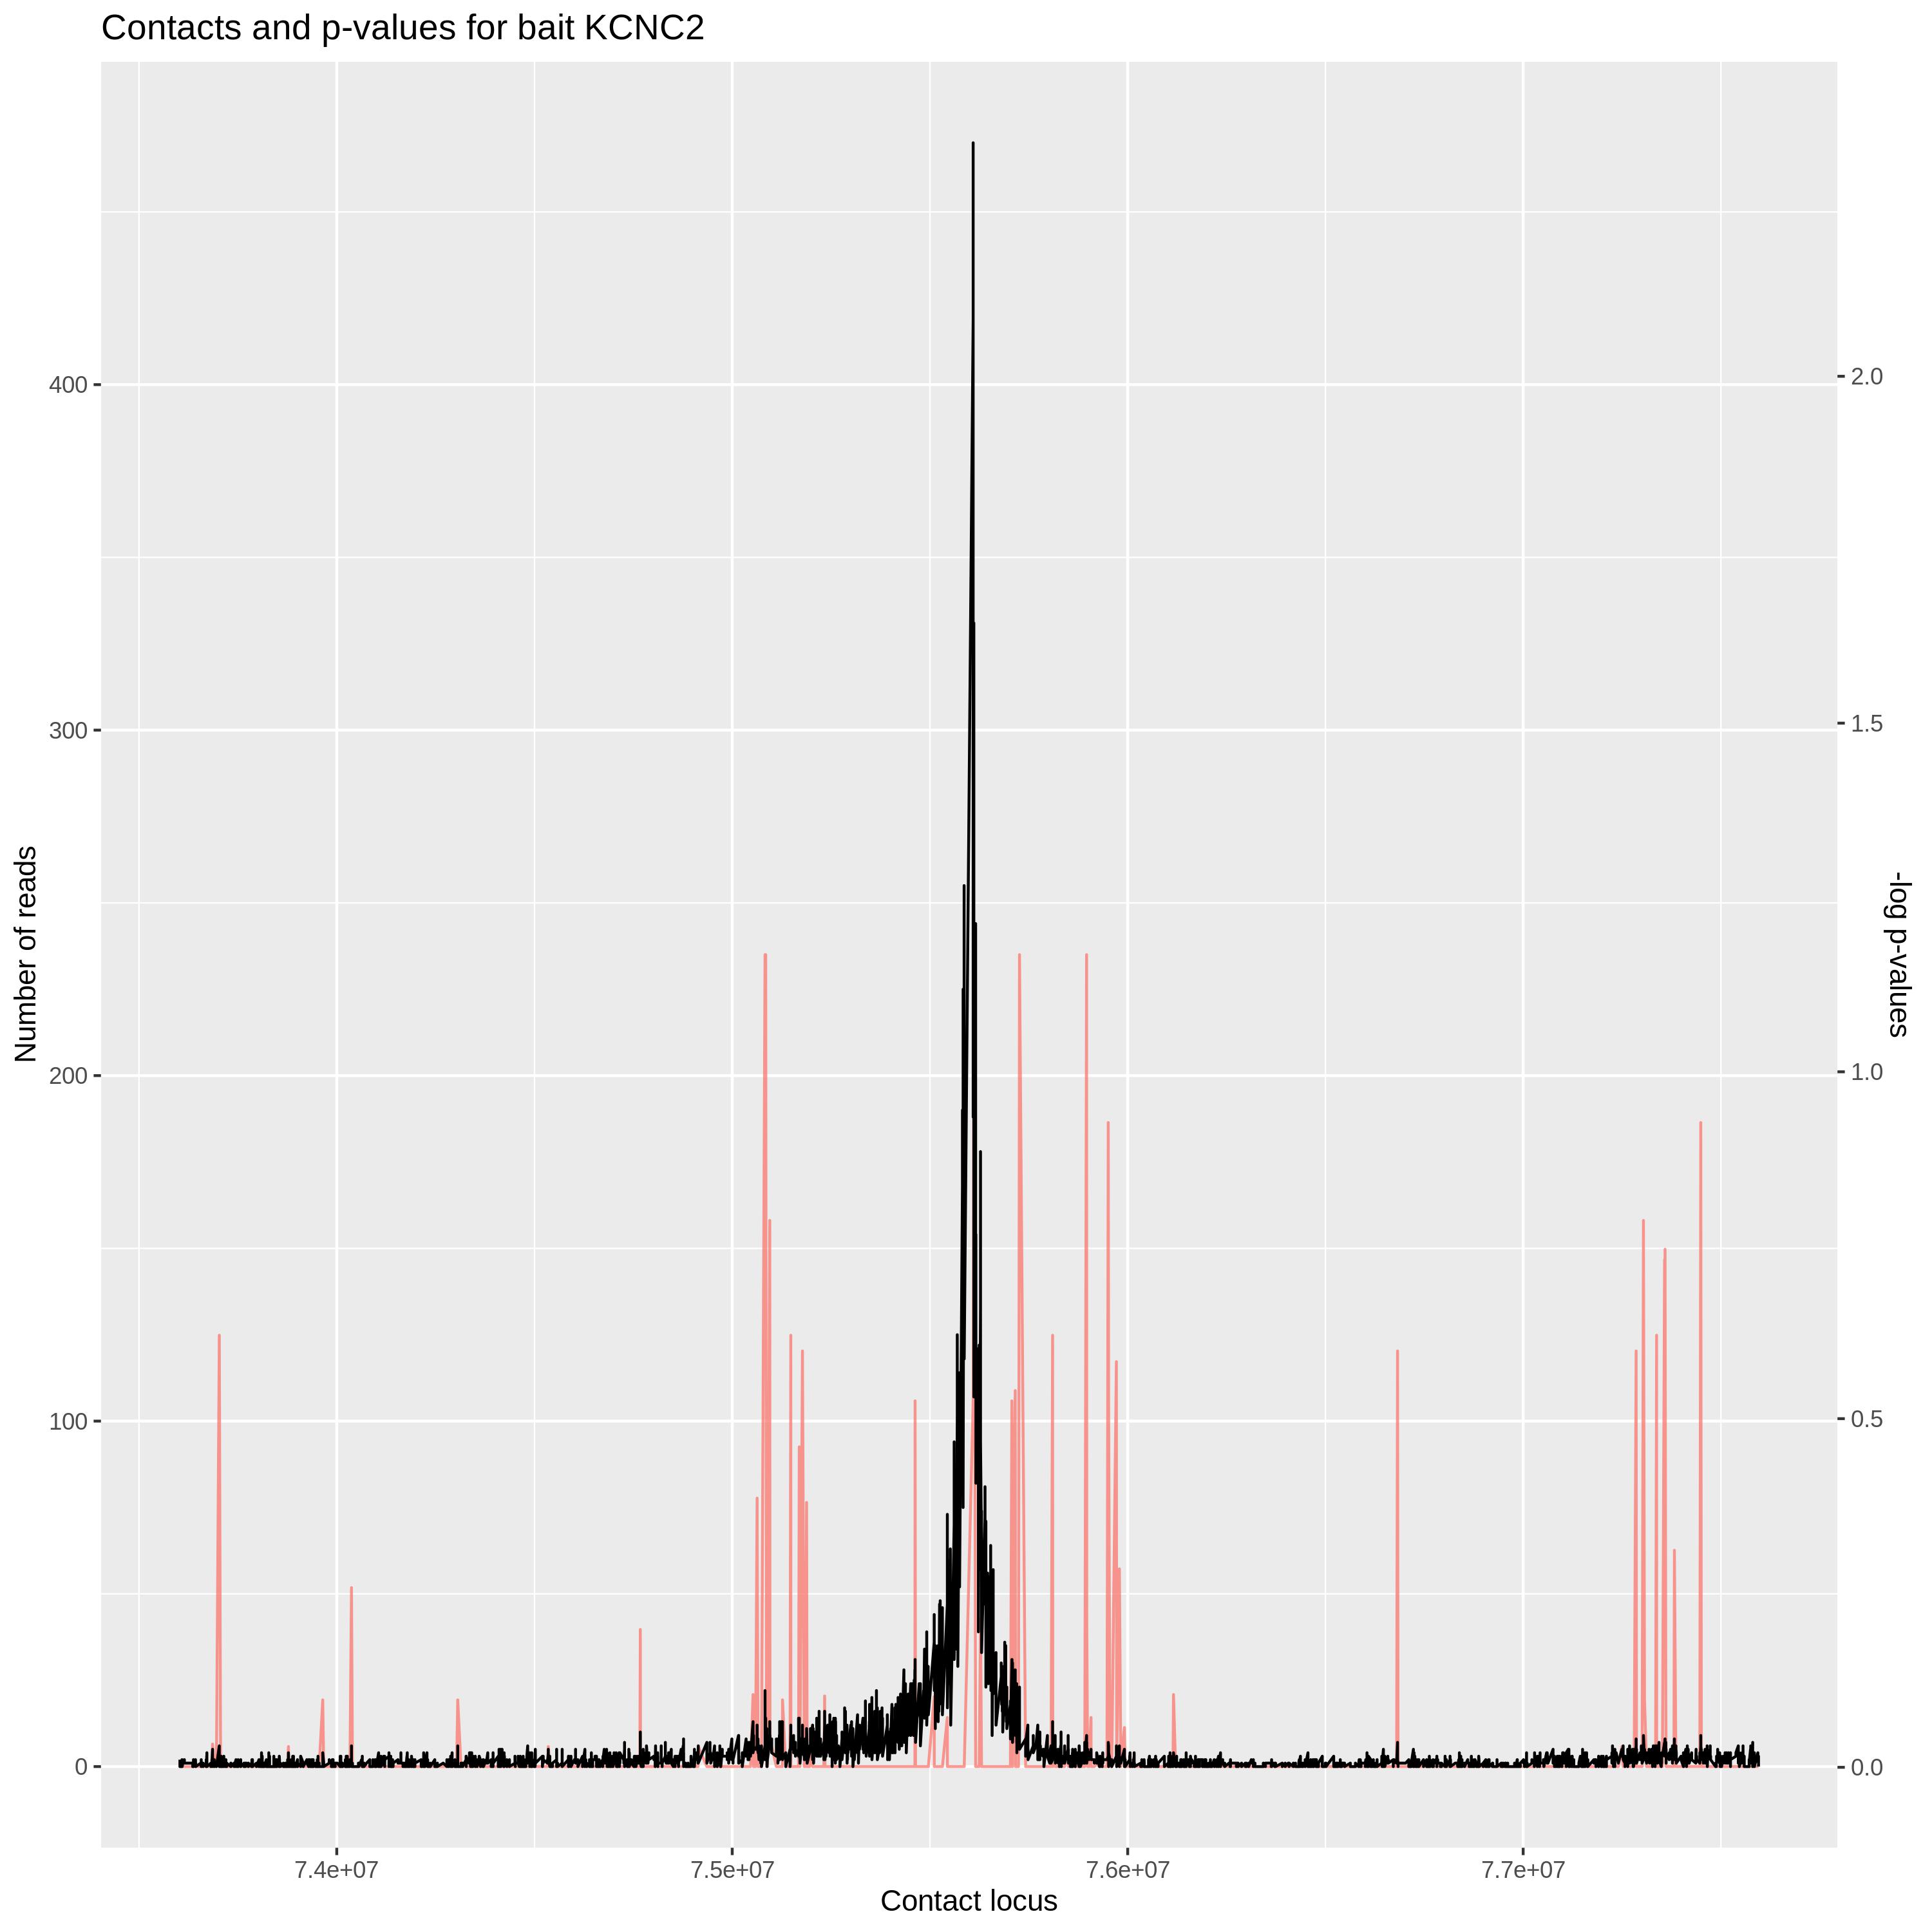 Contacts and p-values for bait KCNC2
Number of reads
400
300
200
100
0
2.0
1.5
1.0
0.5
0.0
-log p-values
7.4e+07 7.5e+07 7.6e+07 7.7e+07
Contact locus